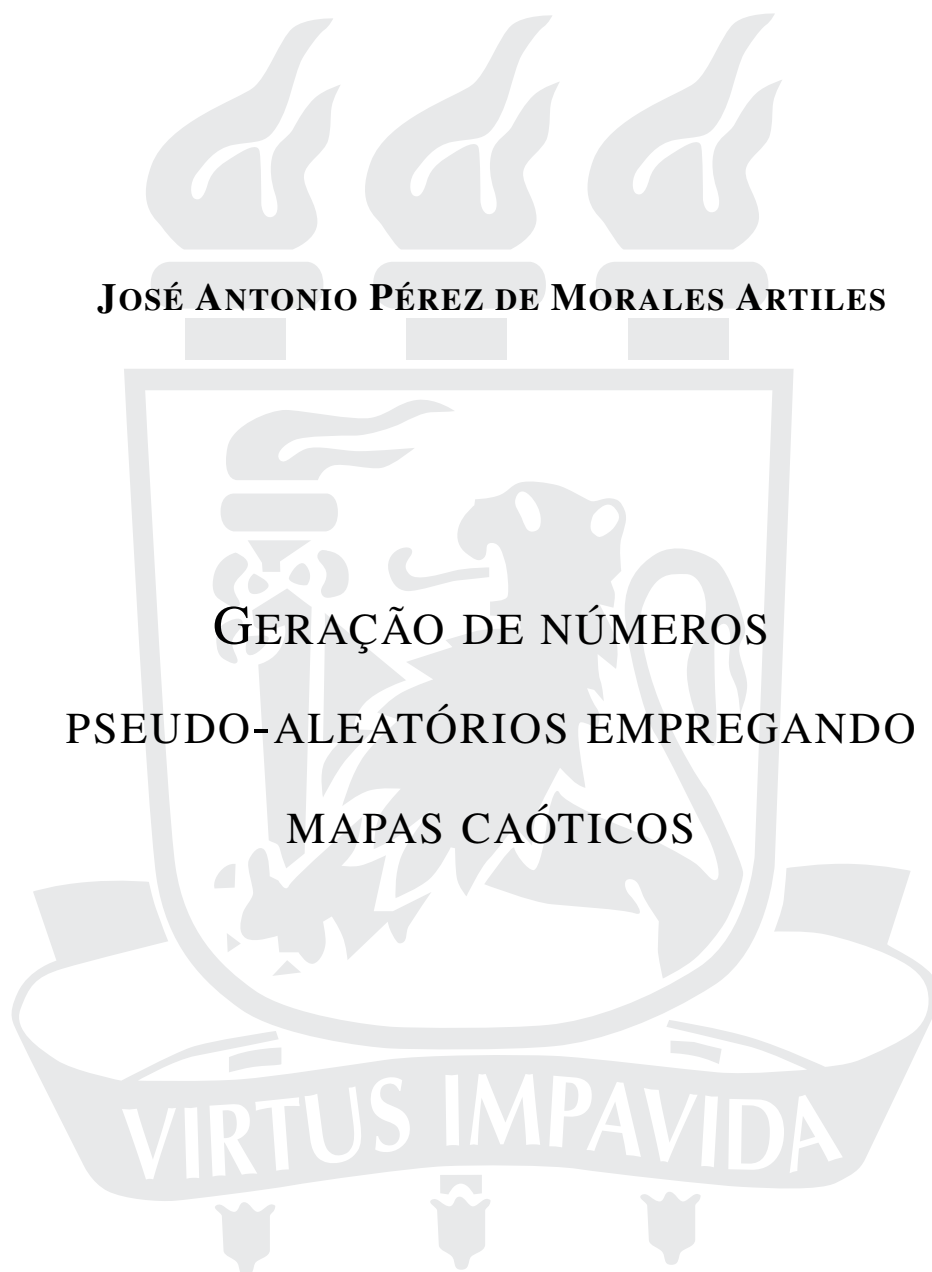 JOSÉ ANTONIO PÉREZ DE MORALES ARTILES
GERAÇÃO DE NÚMEROS
PSEUDO-ALEATÓRIOS EMPREGANDO
MAPAS CAÓTICOS
VIRTUS IMPAVIDA